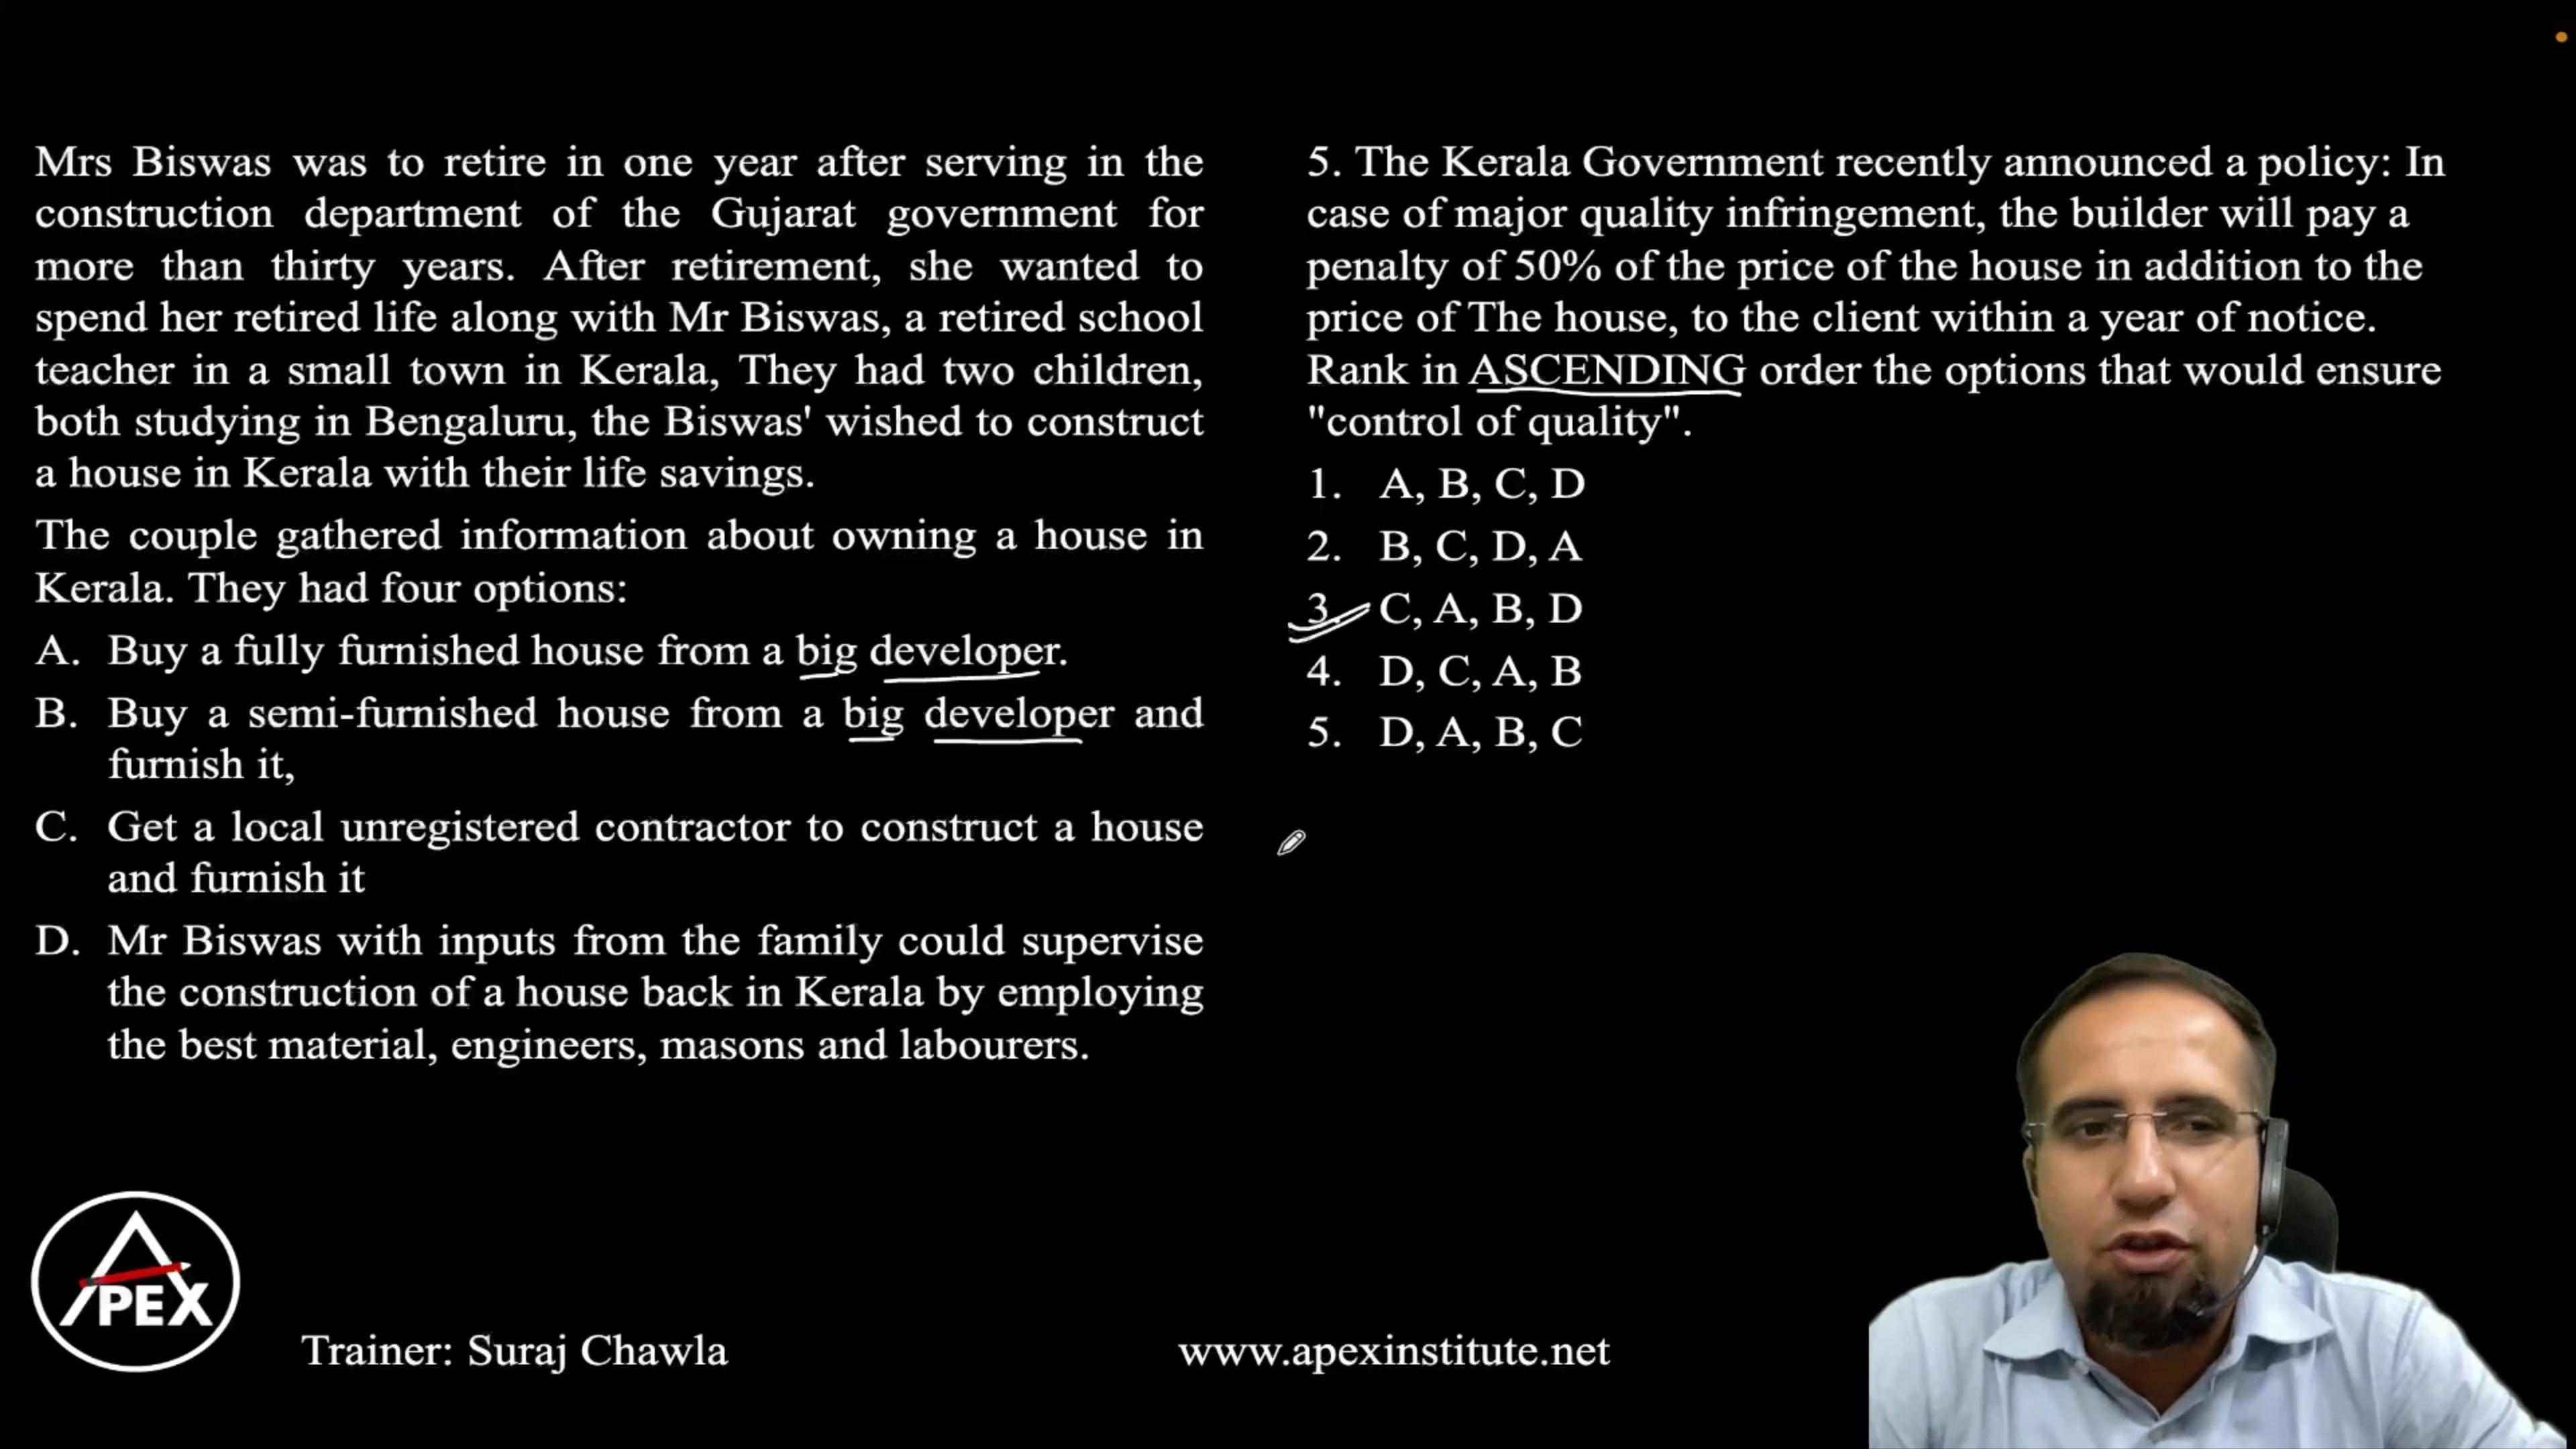 Mrs Biswas was to retire in one year after serving in the
construction department of the Gujarat government for
more than thirty years. After retirement, she wanted to
spend her retired life along with Mr Biswas, a retired school
teacher in a small town in Kerala, They had two children,
both studying in Bengaluru, the Biswas' wished to construct
a house in Kerala with their life savings.
The couple gathered information about owning a house in
Kerala. They had four options:
A. Buy a fully furnished house from a big developer.
B. Buy a semi-furnished house from a big developer and
furnish it,
C. Get a local unregistered contractor to construct a house
and furnish it
D. Mr Biswas with inputs from the family could supervise
the construction of a house back in Kerala by employing
the best material, engineers, masons and labourers.
5. The Kerala Government recently announced a policy: In
case of major quality infringement, the builder will pay a
penalty of 50% of the price of the house in addition to the
price of The house, to the client within a year of notice.
Rank in ASCENDING order the options that would ensure
"control of quality".
1. A, B, C, D
2. B, C, D, A
3. C, A, B, D
4. D, C, A, B
5. D, A, B, C
APEX
Trainer: Suraj Chawla
www.apexinstitute.net